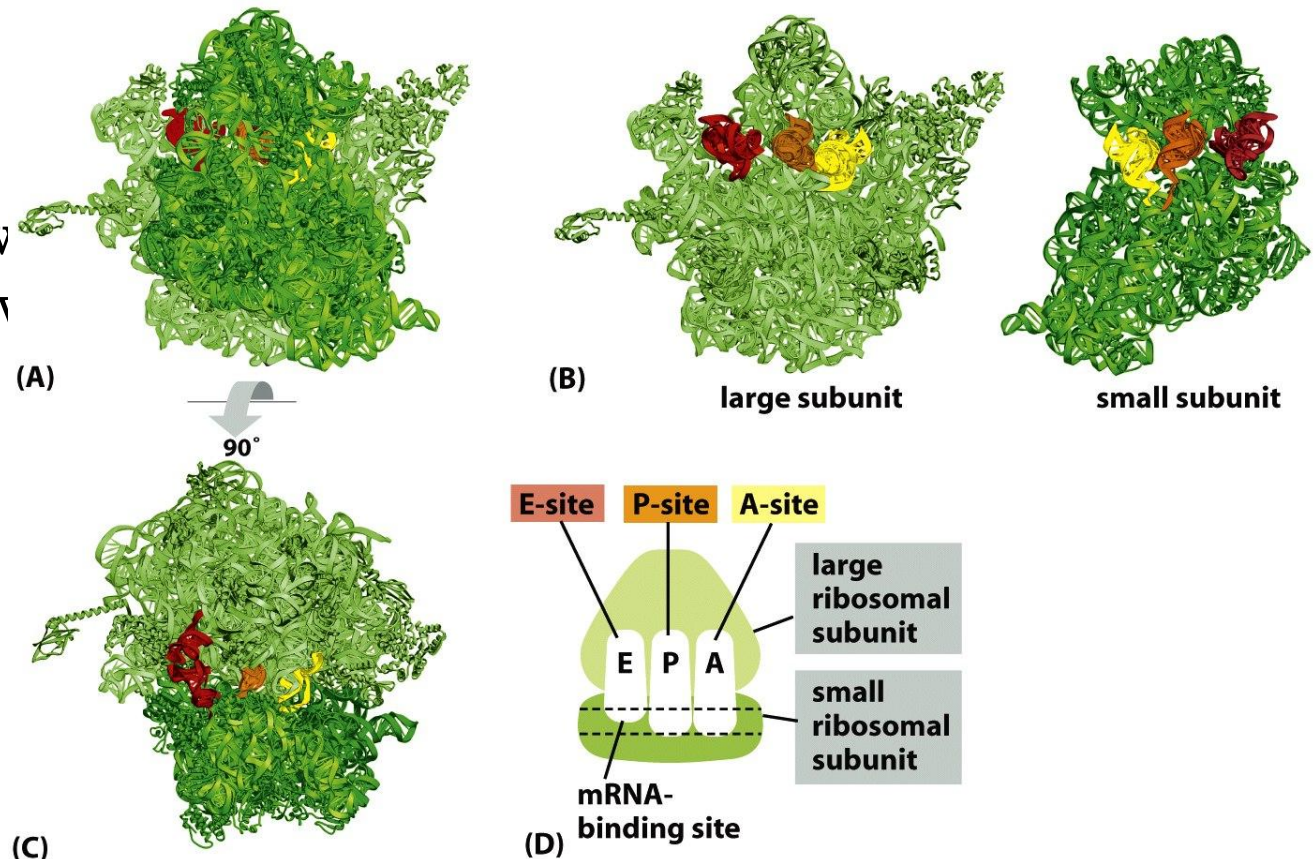 (A)
90°
(B)
large subunit
small subunit
(C)
E-site
P-site
A-site
E
P
A
large
ribosomal
subunit
small
ribosomal
subunit
mRNA-
binding site
(D)